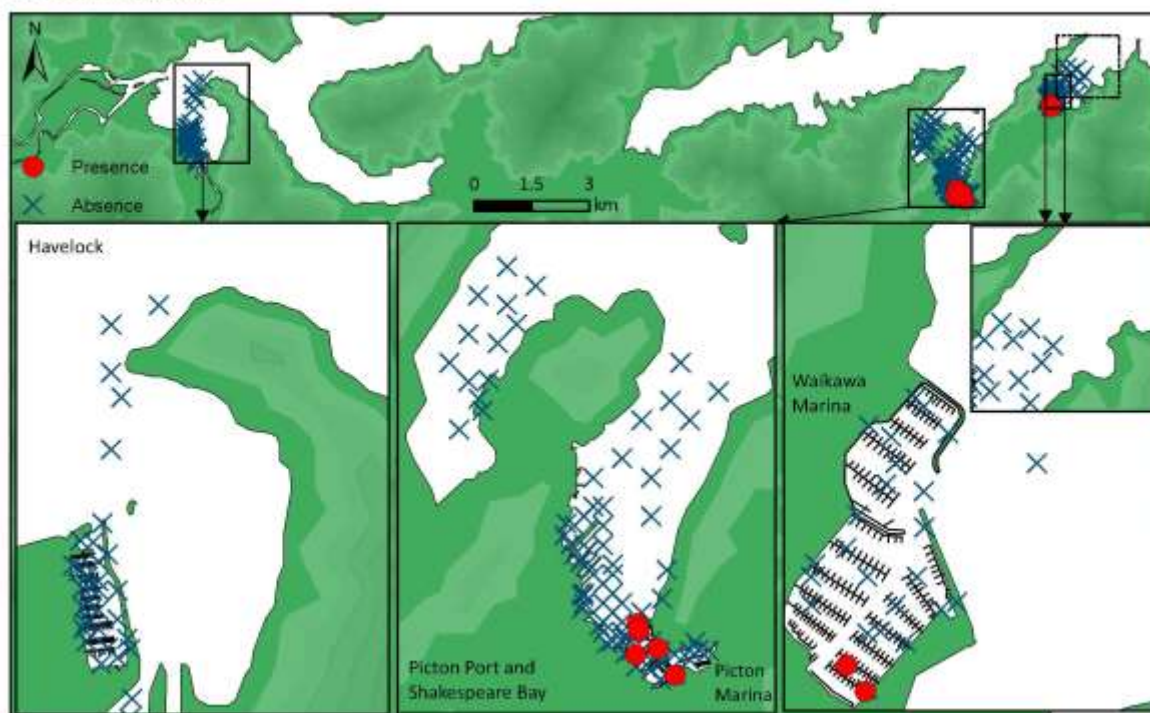 N
Presence
Absence
0 1.5 3
km
Havelock
Picton Port and
Shakespeare Bay
Picton
Marina
Waikawa
Marina